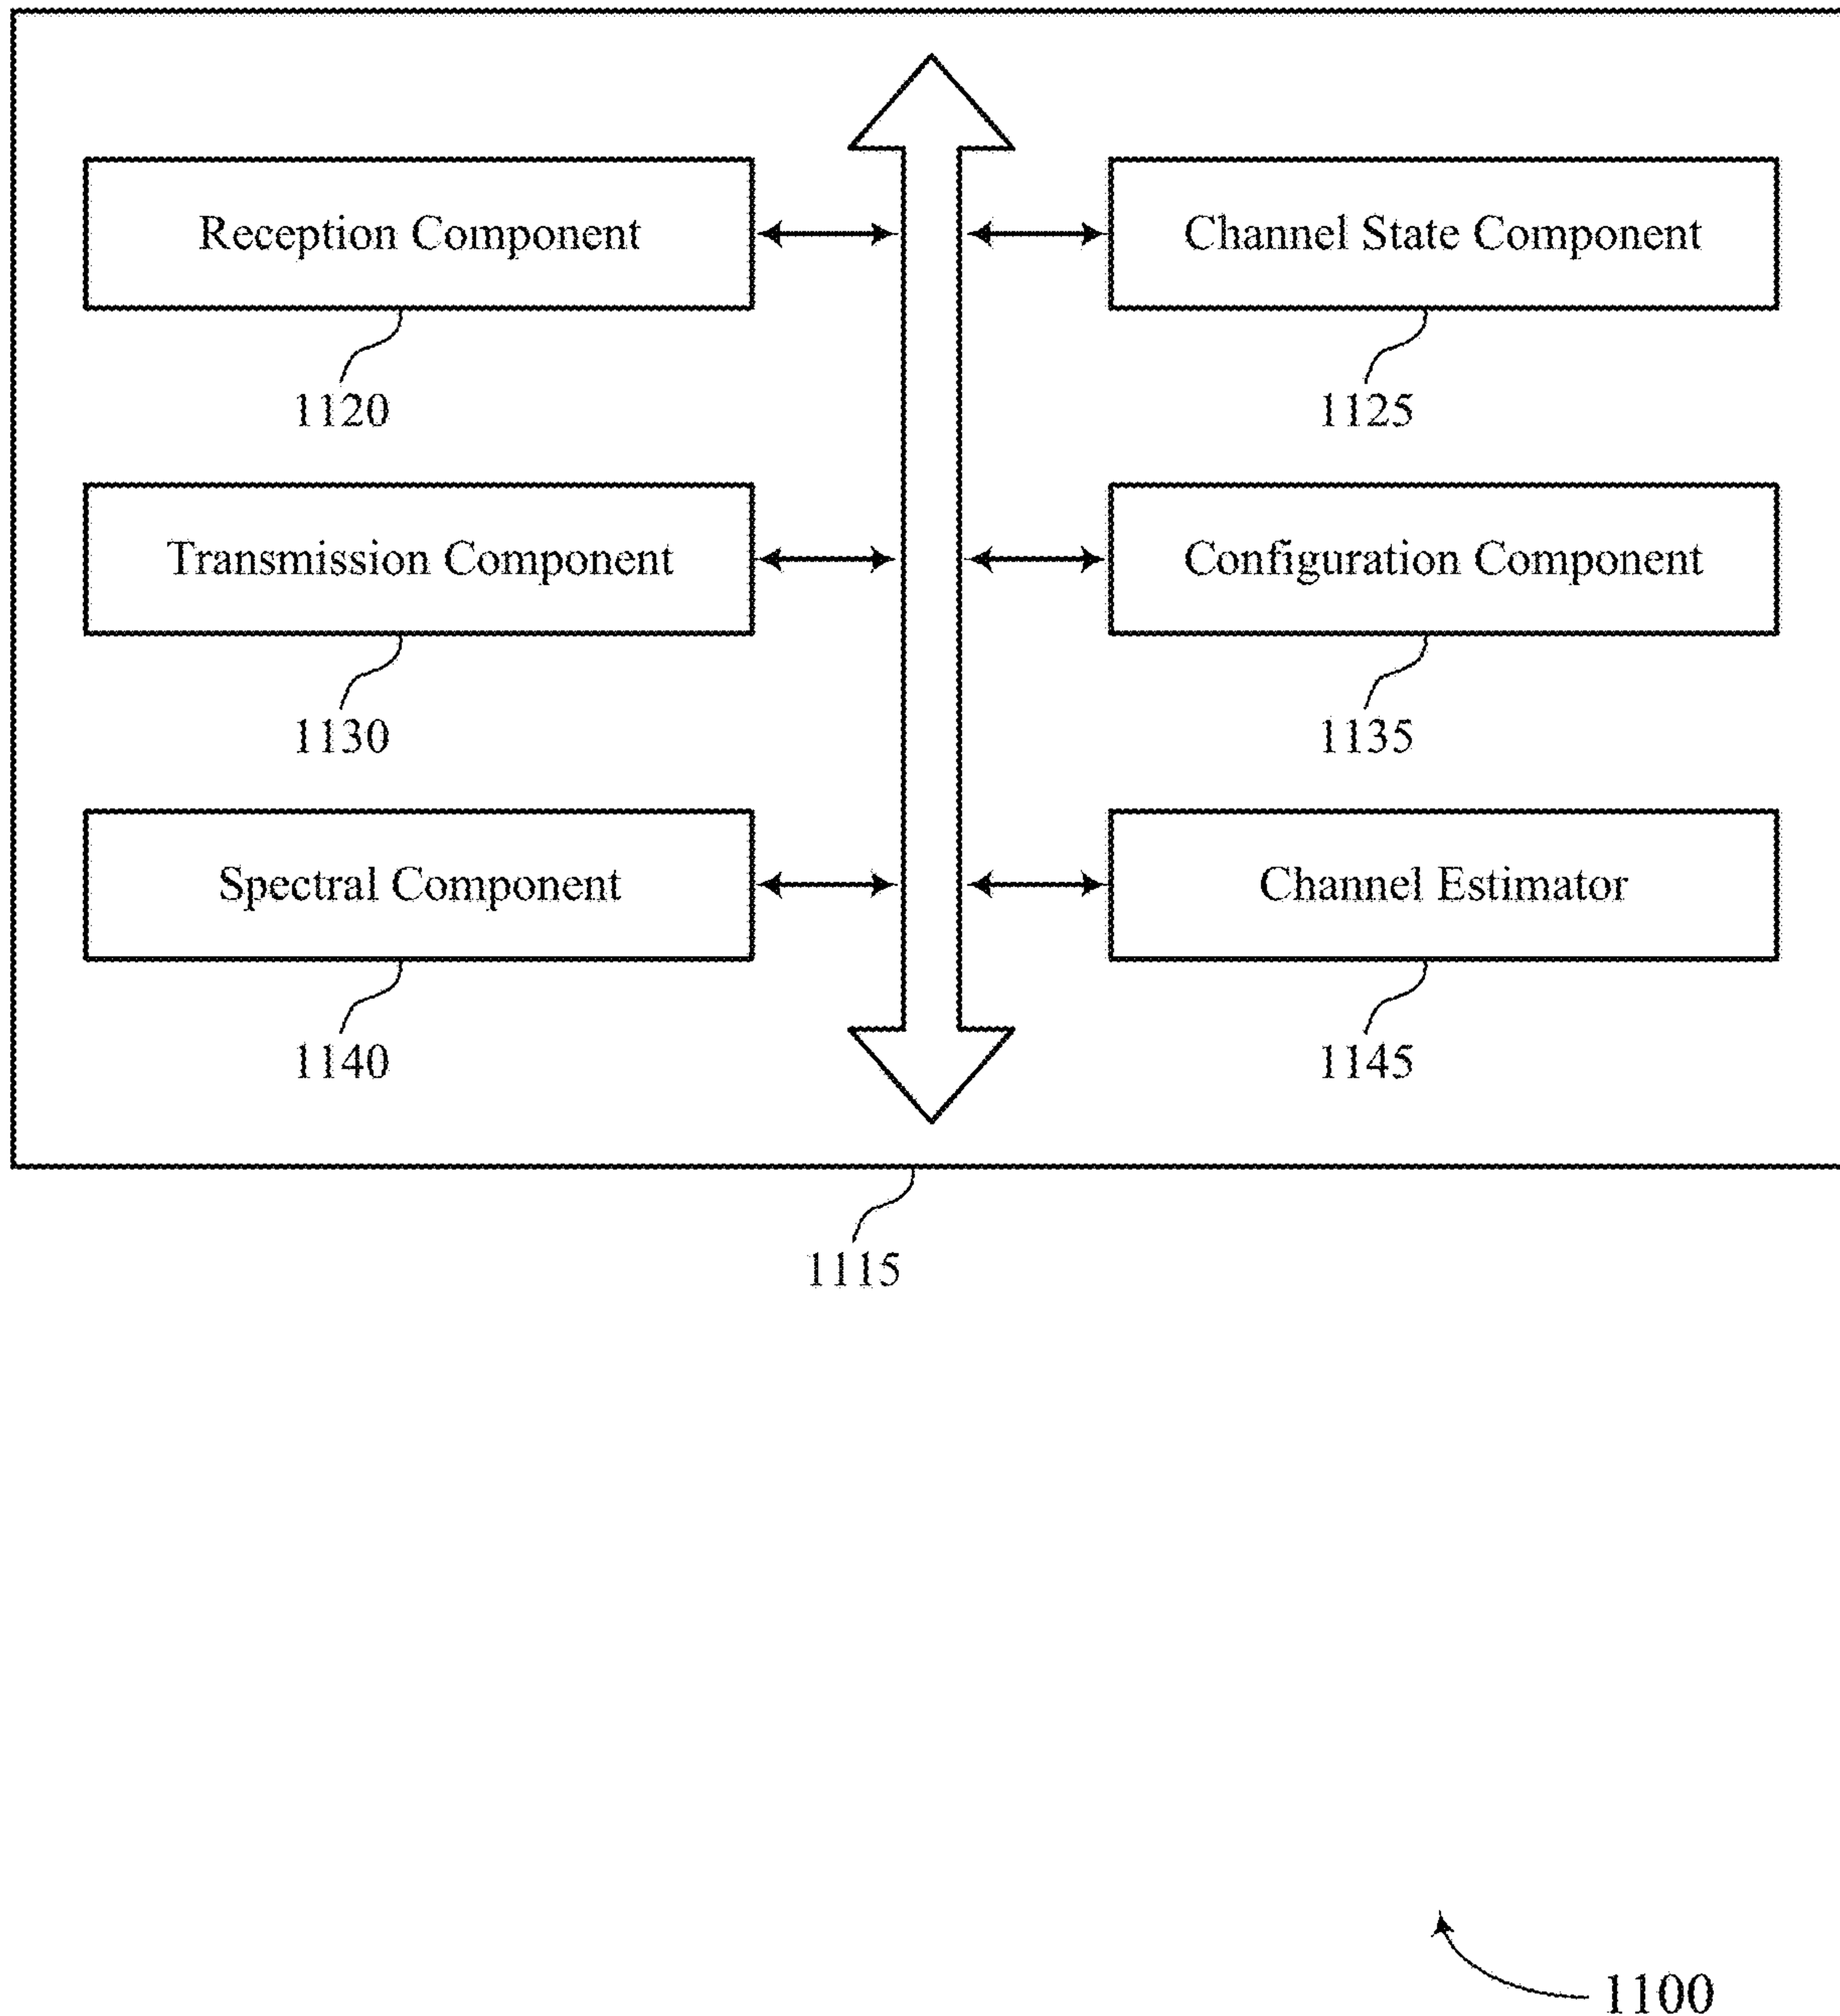 Reception Component
1120
Channel State Component
1125
Transmission Component
1130
Configuration Component
1135
Spectral Component
1140
Channel Estimator
1145
1115
1100